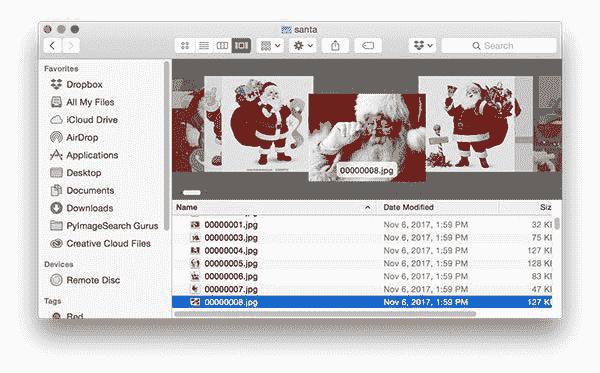 santa
Search
Favorites
Dropbox
All My Files
iCloud Drive
AirDrop
Applications
Desktop
Documents
Downloads
PyImageSearch Gurus
Creative Cloud Files
Devices
Remote Disc
Tags
Red
00000008.jpg
Name Date Modified Siz
00000001.jpg Nov 6, 2017, 1:59 PM 32 KI
00000003.jpg Nov 6, 2017, 1:59 PM 75 KI
00000004.jpg Nov 6, 2017, 1:59 PM 127 KI
00000005.jpg Nov 6, 2017, 1:59 PM 128 KI
00000006.jpg Nov 6, 2017, 1:59 PM 83 KI
00000007.jpg Nov 6, 2017, 1:59 PM 47 KI
00000008.jpg Nov 6, 2017, 1:59 PM 127 KI